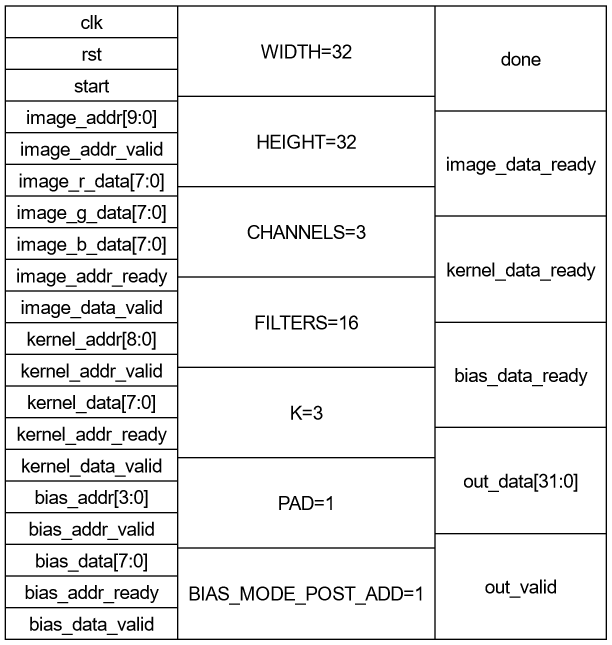 clk
rst
start
image_addr[9:0]
image_addr_valid
image_r_data[7:0]
image_g_data[7:0]
image_b_data[7:0]
image_addr_ready
image_data_valid
kernel_addr[8:0]
kernel_addr_valid
kernel_data[7:0]
kernel_addr_ready
kernel_data_valid
bias_addr[3:0]
bias_addr_valid
bias_data[7:0]
bias_addr_ready
bias_data_valid
WIDTH=32
HEIGHT=32
CHANNELS=3
FILTERS=16
K=3
PAD=1
BIAS_MODE_POST_ADD=1
done
image_data_ready
kernel_data_ready
bias_data_ready
out_data[31:0]
out_valid